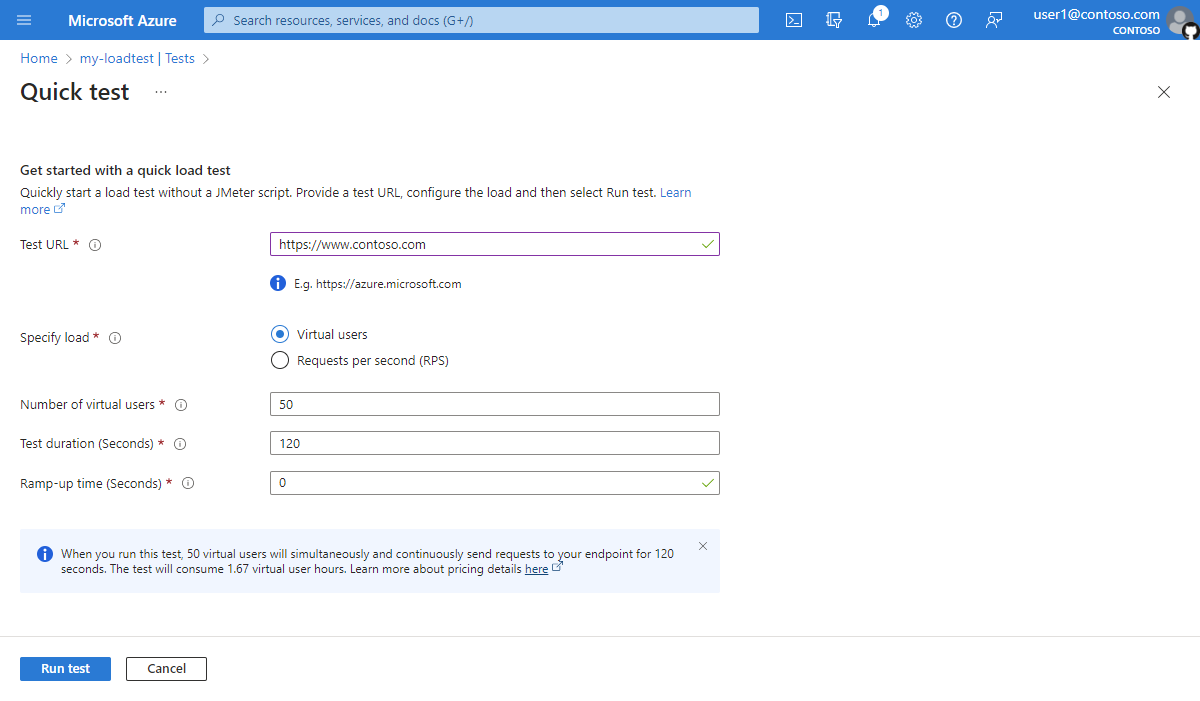 Microsoft Azure
Search resources, services, and docs (G+/)
1
user1@contoso.com
CONTOSO
Home > my-loadtest | Tests >
Quick test ...
Get started with a quick load test
Quickly start a load test without a JMeter script. Provide a test URL, configure the load and then select Run test. Learn
more
Test URL *
https://www.contoso.com
E.g. https://azure.microsoft.com
Specify load *
Virtual users
Requests per second (RPS)
Number of virtual users *
50
Test duration (Seconds) *
120
Ramp-up time (Seconds) *
0
When you run this test, 50 virtual users will simultaneously and continuously send requests to your endpoint for 120
seconds. The test will consume 1.67 virtual user hours. Learn more about pricing details here
Run test
Cancel